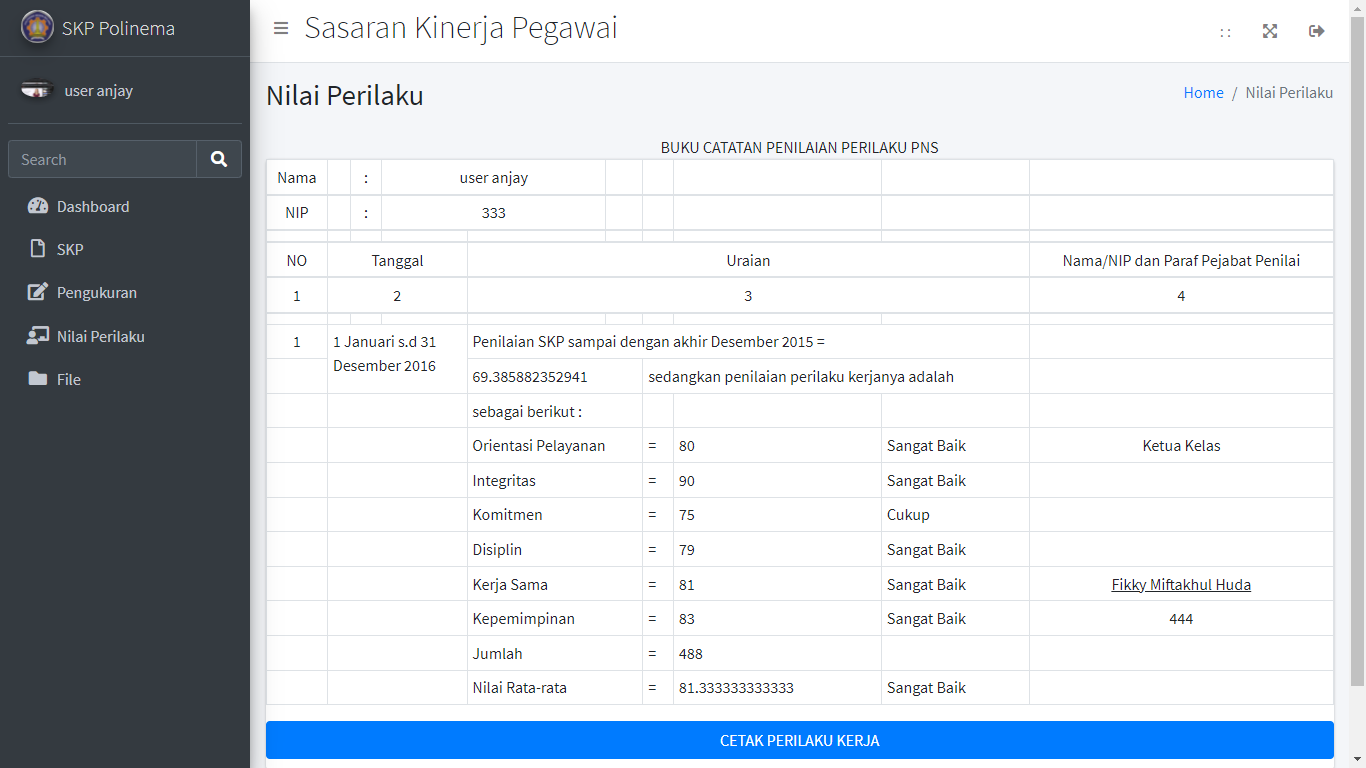 SKP Polinema
Sasaran Kinerja Pegawai
user anjay
Search
Dashboard
SKP
Pengukuran
Nilai Perilaku
File
Nilai Perilaku
Home / Nilai Perilaku
BUKU CATATAN PENILAIAN PERILAKU PNS
Nama : user anjay
NIP : 333
NO Tanggal Uraian Nama/NIP dan Paraf Pejabat Penilai
1 2 3 4
1 1 Januari s.d 31 Penilaian SKP sampai dengan akhir Desember 2015 =
Desember 2016
69.385882352941 sedangkan penilaian perilaku kerjanya adalah
sebagai berikut :
Orientasi Pelayanan = 80 Sangat Baik Ketua Kelas
Integritas = 90 Sangat Baik
Komitmen = 75 Cukup
Disiplin = 79 Sangat Baik
Kerja Sama = 81 Sangat Baik Fikky Miftakhul Huda
Kepemimpinan = 83 Sangat Baik 444
Jumlah = 488
Nilai Rata-rata = 81.333333333333 Sangat Baik
CETAK PERILAKU KERJA